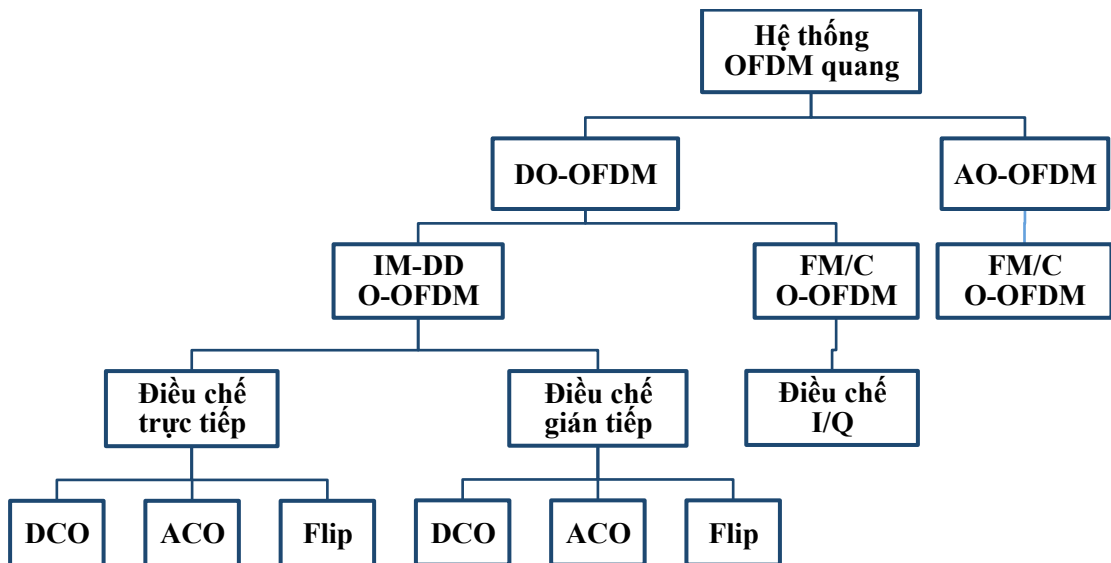 Hệ thống
OFDM quang
DO-OFDM
AO-OFDM
IM-DD
O-OFDM
FM/C
O-OFDM
FM/C
O-OFDM
Điều chế
trực tiếp
Điều chế
gián tiếp
Điều chế
I/Q
DCO
ACO
Flip
DCO
ACO
Flip